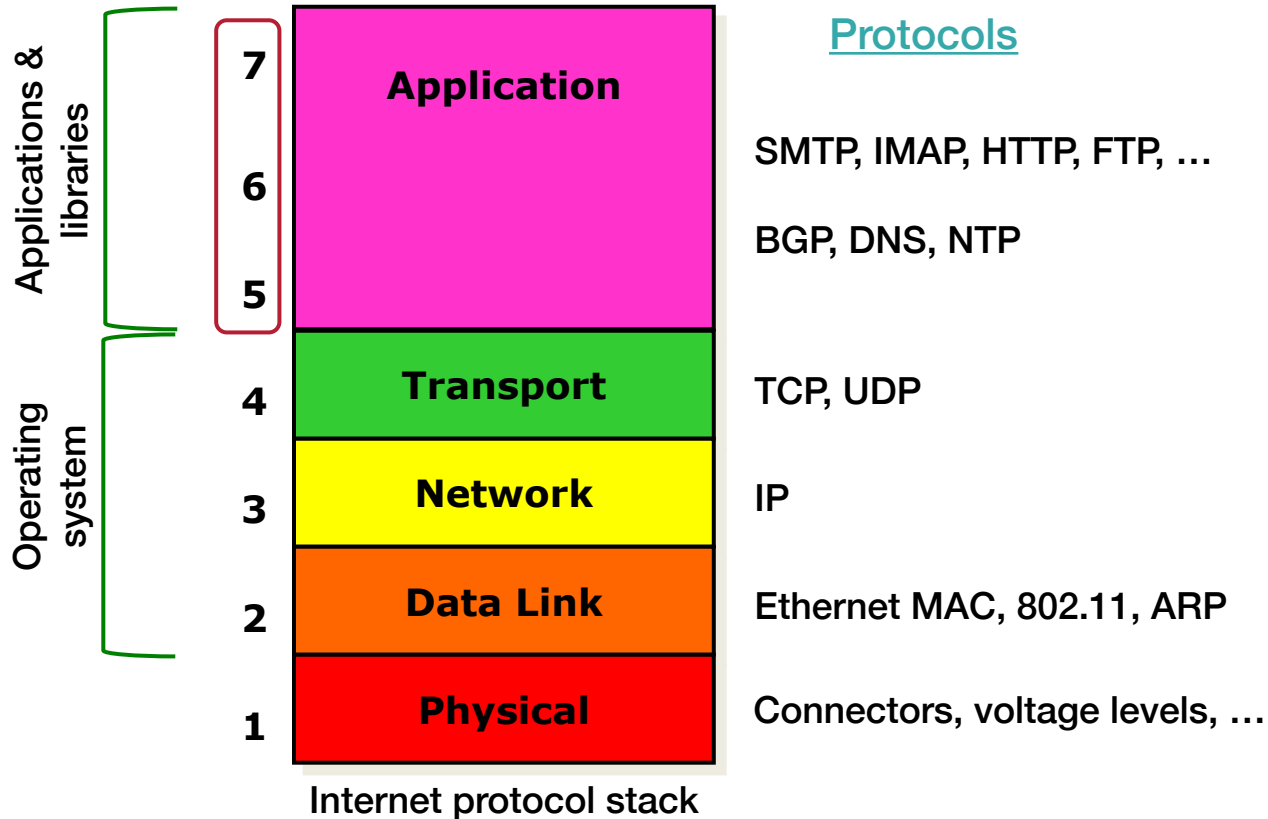 Protocols
Applications &
libraries
7
Application
6
SMTP, IMAP, HTTP, FTP, …
BGP, DNS, NTP
5
Operating
system
4
Transport
TCP, UDP
3
Network
IP
2
Data Link
Ethernet MAC, 802.11, ARP
1
Physical
Connectors, voltage levels, …
Internet protocol stack